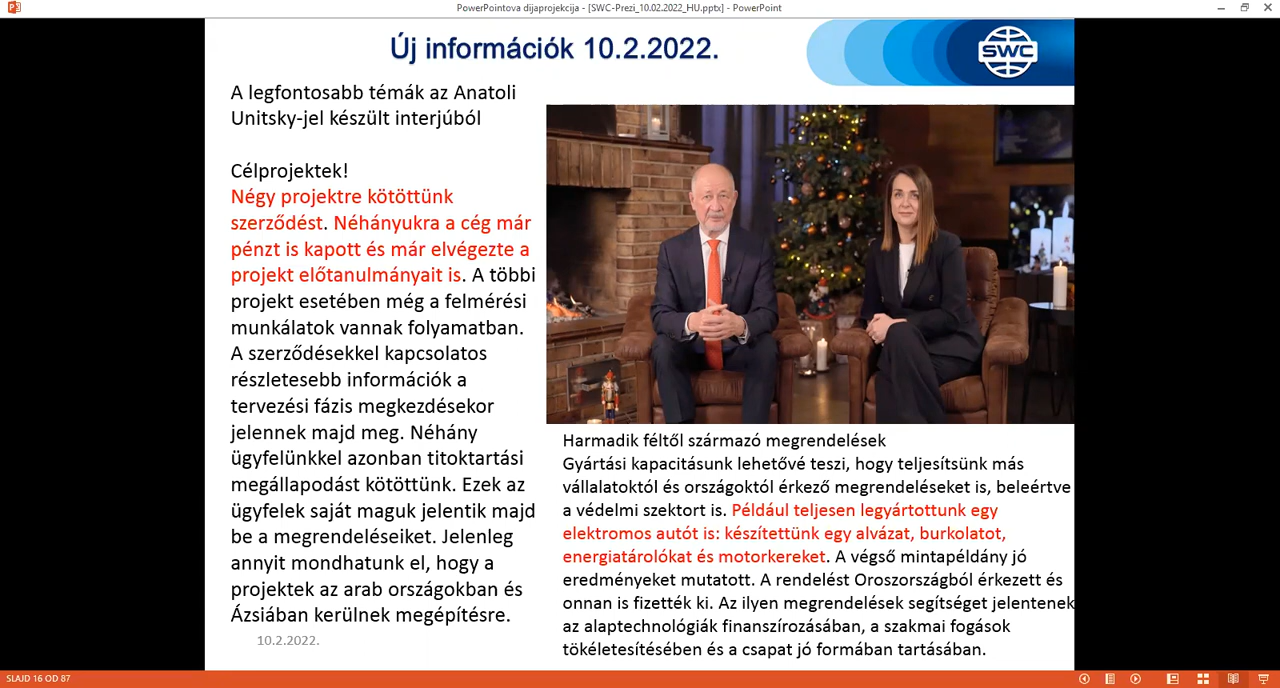 PowerPointova dijaprojekcija - [SWC-Prezi_10.02.2022_HU.pptx] - PowerPoint
Új információk 10.2.2022.
SWC
A legfontosabb témák az Anatoli
Unitsky-jel készült interjúból
Célprojektek!
Négy projektre kötöttünk
szerződést. Néhányukra a cég már
pénzt is kapott és már elvégezte a
projekt előtanulmányait is. A többi
projekt esetében még a felmérési
munkálatok vannak folyamatban.
A szerződésekkel kapcsolatos
részletesebb információk a
tervezési fázis megkezdésekor
jelennek majd meg. Néhány
ügyfelünkkel azonban titoktartási
megállapodást kötöttünk. Ezek az
ügyfelek saját maguk jelentik majd
be a megrendeléseiket. Jelenleg
annyit mondhatunk el, hogy a
projektek az arab országokban és
Ázsiában kerülnek megépítésre.
10.2.2022.
Harmadik féltől származó megrendelések
Gyártási kapacitásunk lehetővé teszi, hogy teljesítsünk más
vállalatoktól és országoktól érkező megrendeléseket is, beleértve
a védelmi szektort is. Például teljesen legyártottunk egy
elektromos autót is: készítettünk egy alvázat, burkolatot,
energiatárolókat és motorkereket. A végső mintapéldány jó
eredményeket mutatott. A rendelést Oroszországból érkezett és
onnan is fizették ki. Az ilyen megrendelések segítséget jelentenek
az alaptechnológiák finanszírozásában, a szakmai fogások
tökéletesítésében és a csapat jó formában tartásában.
SLAJD 16 OD 87